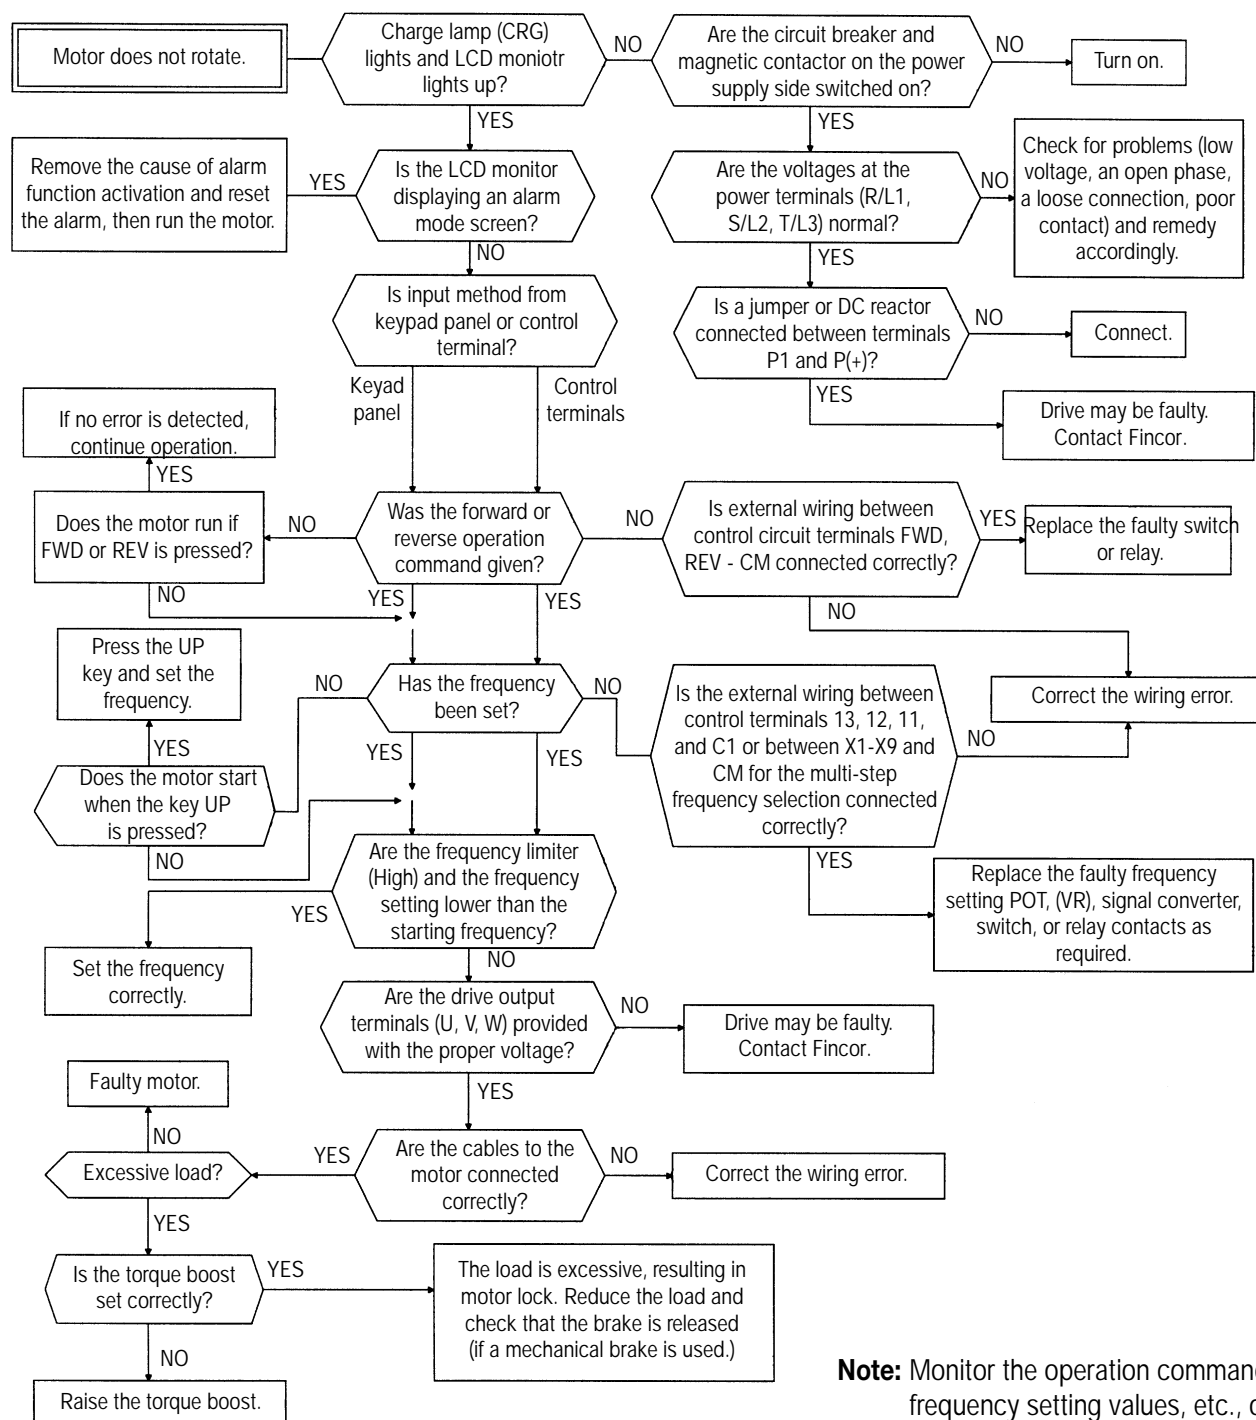 Motor does not rotate.
Charge lamp (CRG)
lights and LCD moniotr
lights up?
NO
Are the circuit breaker and
magnetic contactor on the power
supply side switched on?
NO
Turn on.
YES
YES
Remove the cause of alarm
function activation and reset
the alarm, then run the motor.
YES
Is the LCD monitor
displaying an alarm
mode screen?
Are the voltages at the
power terminals (R/L1,
S/L2, T/L3) normal?
NO
Check for problems (low
voltage, an open phase,
a loose connection, poor
contact) and remedy
accordingly.
NO
YES
Is input method from
keypad panel or control
terminal?
Is a jumper or DC reactor
connected between terminals
P1 and P(+)?
NO
Connect.
Keyad
panel
Control
terminals
YES
Drive may be faulty.
Contact Fincor.
If no error is detected,
continue operation.
YES
Does the motor run if
FWD or REV is pressed?
NO
Was the forward or
reverse operation
command given?
NO
Is external wiring between
control circuit terminals FWD,
REV - CM connected correctly?
YES
Replace the faulty switch
or relay.
NO
YES
YES
NO
Press the UP
key and set the
frequency.
NO
Has the frequency
been set?
NO
Is the external wiring between
control terminals 13, 12, 11,
and C1 or between X1-X9 and
CM for the multi-step
frequency selection connected
correctly?
NO
Correct the wiring error.
YES
YES
YES
Does the motor start
when the key UP
is pressed?
NO
Are the frequency limiter
(High) and the frequency
setting lower than the
starting frequency?
YES
YES
Replace the faulty frequency
setting POT, (VR), signal converter,
switch, or relay contacts as
required.
Set the frequency
correctly.
NO
Are the drive output
terminals (U, V, W) provided
with the proper voltage?
NO
Drive may be faulty.
Contact Fincor.
YES
Faulty motor.
NO
Excessive load?
YES
Are the cables to the
motor connected
correctly?
NO
Correct the wiring error.
YES
Is the torque boost
set correctly?
YES
The load is excessive, resulting in
motor lock. Reduce the load and
check that the brake is released
(if a mechanical brake is used.)
NO
Raise the torque boost.
Note: Monitor the operation command
frequency setting values, etc.,